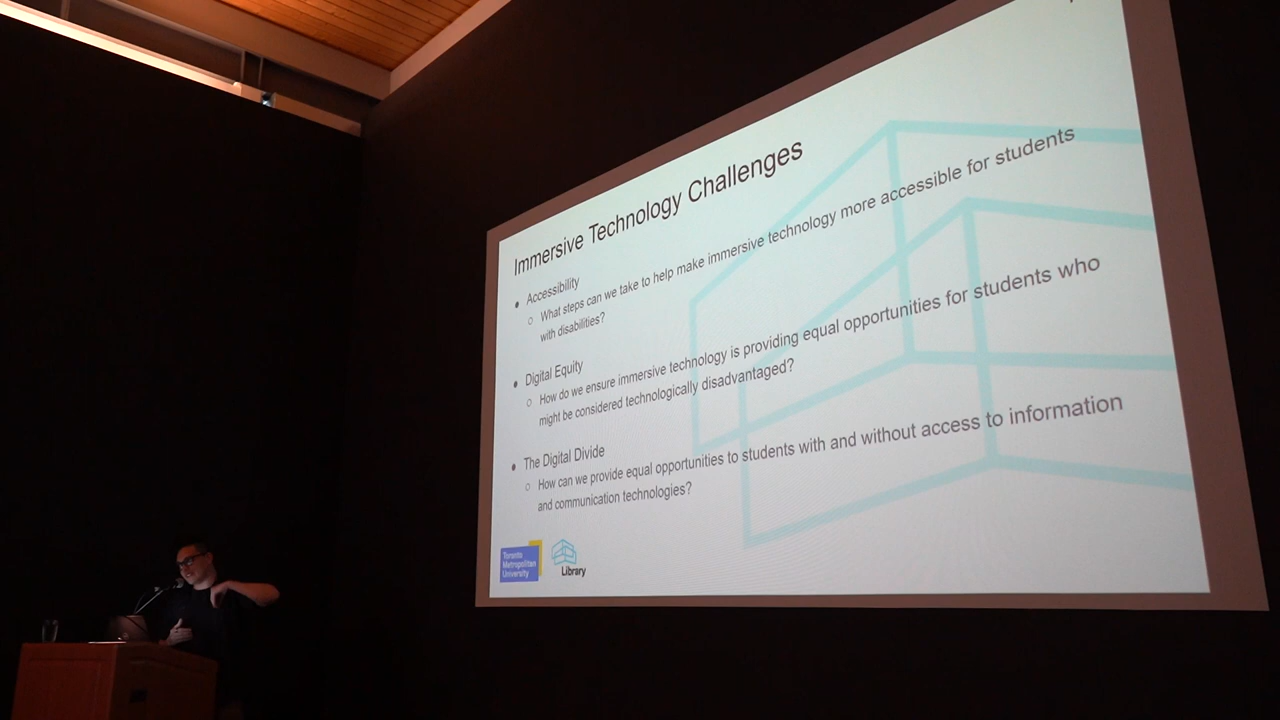 Immersive Technology Challenges
• Accessibility
○ What steps can we take to help make immersive technology more accessible for students
with disabilities?
• Digital Equity
○ How do we ensure immersive technology is providing equal opportunities for students who
might be considered technologically disadvantaged?
• The Digital Divide
○ How can we provide equal opportunities to students with and without access to information
and communication technologies?
Toronto
Metropolitan
University
Library